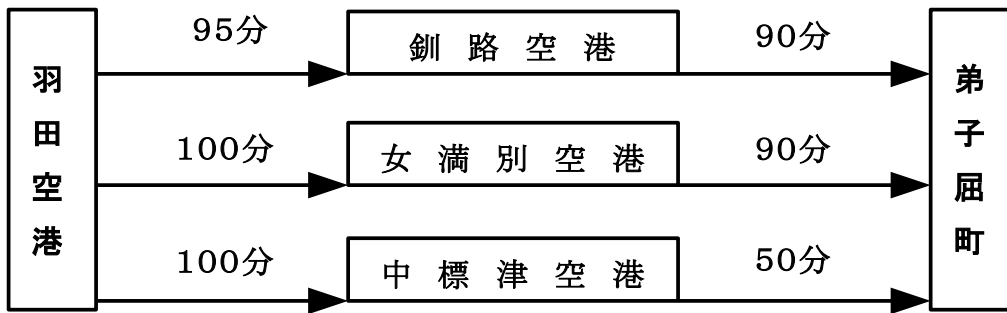 羽田空港
95分
釧路空港
90分
100分
女満別空港
90分
100分
中標津空港
50分
弟子屈町